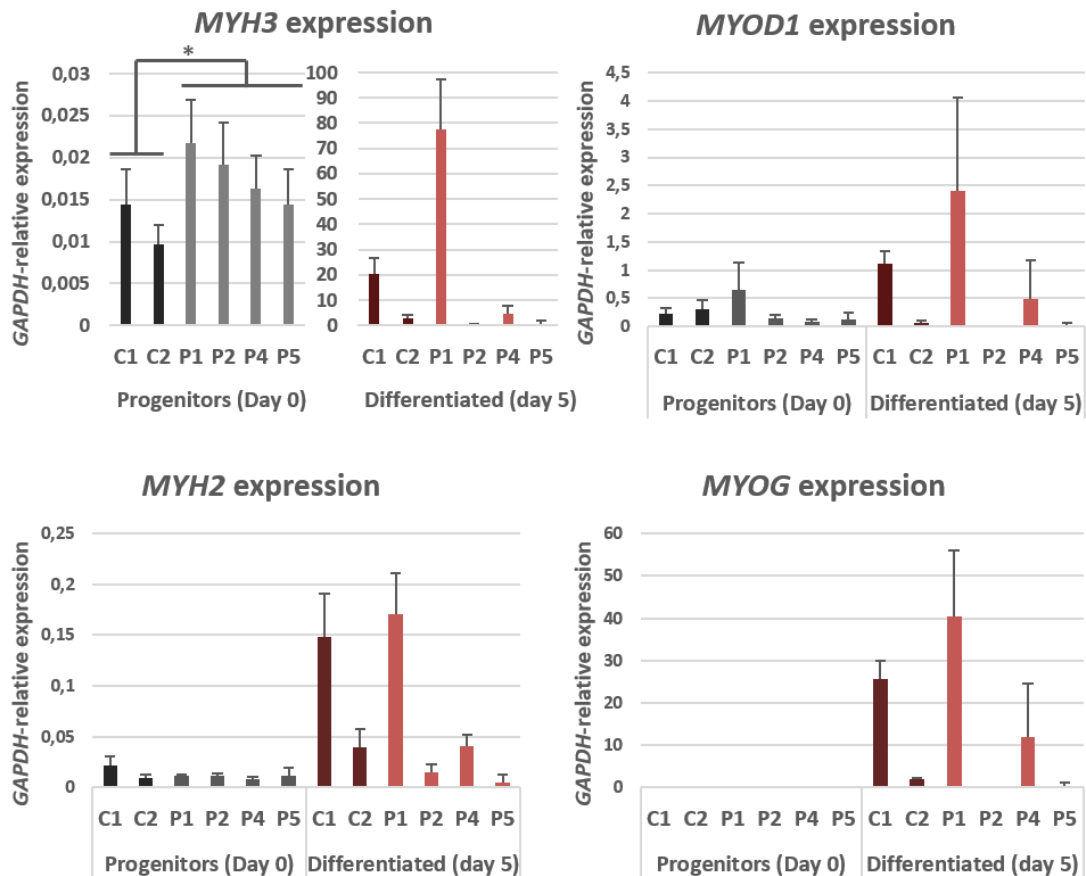 MYH3 expression
*
GAPDH-relative expression
0,03
0,025
0,02
0,015
0,01
0,005
0
100
90
80
70
60
50
40
30
20
10
0
C1 C2 P1 P2 P4 P5 C1 C2 P1 P2 P4 P5
Progenitors (Day 0) Differentiated (day 5)
MYOD1 expression
GAPDH-relative expression
4,5
4
3,5
3
2,5
2
1,5
1
0,5
0
C1 C2 P1 P2 P4 P5 C1 C2 P1 P2 P4 P5
Progenitors (Day 0) Differentiated (day 5)
MYH2 expression
GAPDH-relative expression
0,25
0,2
0,15
0,1
0,05
0
C1 C2 P1 P2 P4 P5 C1 C2 P1 P2 P4 P5
Progenitors (Day 0) Differentiated (day 5)
MYOG expression
GAPDH-relative expression
60
50
40
30
20
10
0
C1 C2 P1 P2 P4 P5 C1 C2 P1 P2 P4 P5
Progenitors (Day 0) Differentiated (day 5)